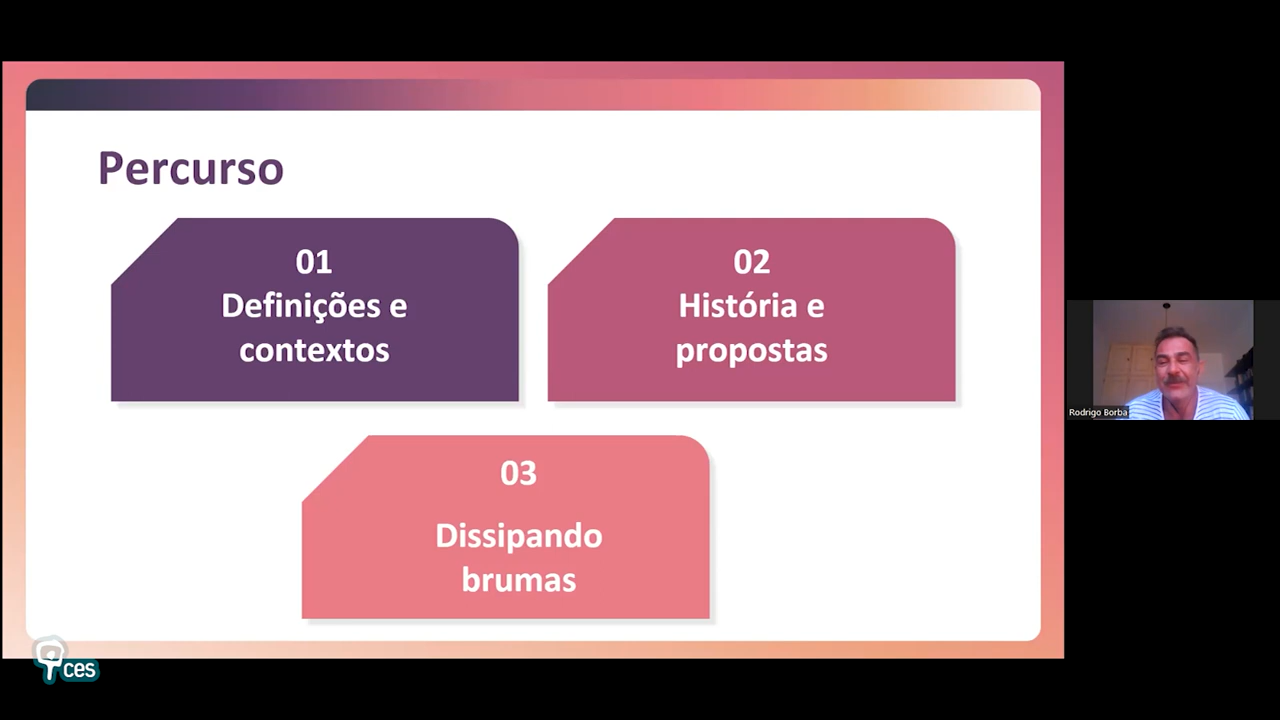 Percurso
01
Definições e
contextos
02
História e
propostas
03
Dissipando
brumas
Rodrigo Borba
ces